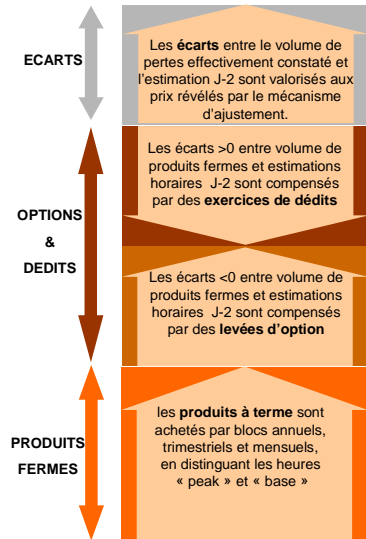 ECARTS
Les écarts entre le volume de
pertes effectivement constaté et
l'estimation J-2 sont valorisés aux
prix révélés par le mécanisme
d'ajustement.
OPTIONS
&
DEDITS
Les écarts >0 entre volume de
produits fermes et estimations
horaires J-2 sont compensés
par des exercices de dédits
Les écarts <0 entre volume de
produits fermes et estimations
horaires J-2 sont compensés
par des levées d'option
PRODUITS
FERMES
les produits à terme sont
achetés par blocs annuels,
trimestriels et mensuels,
en distinguant les heures
« peak » et « base »